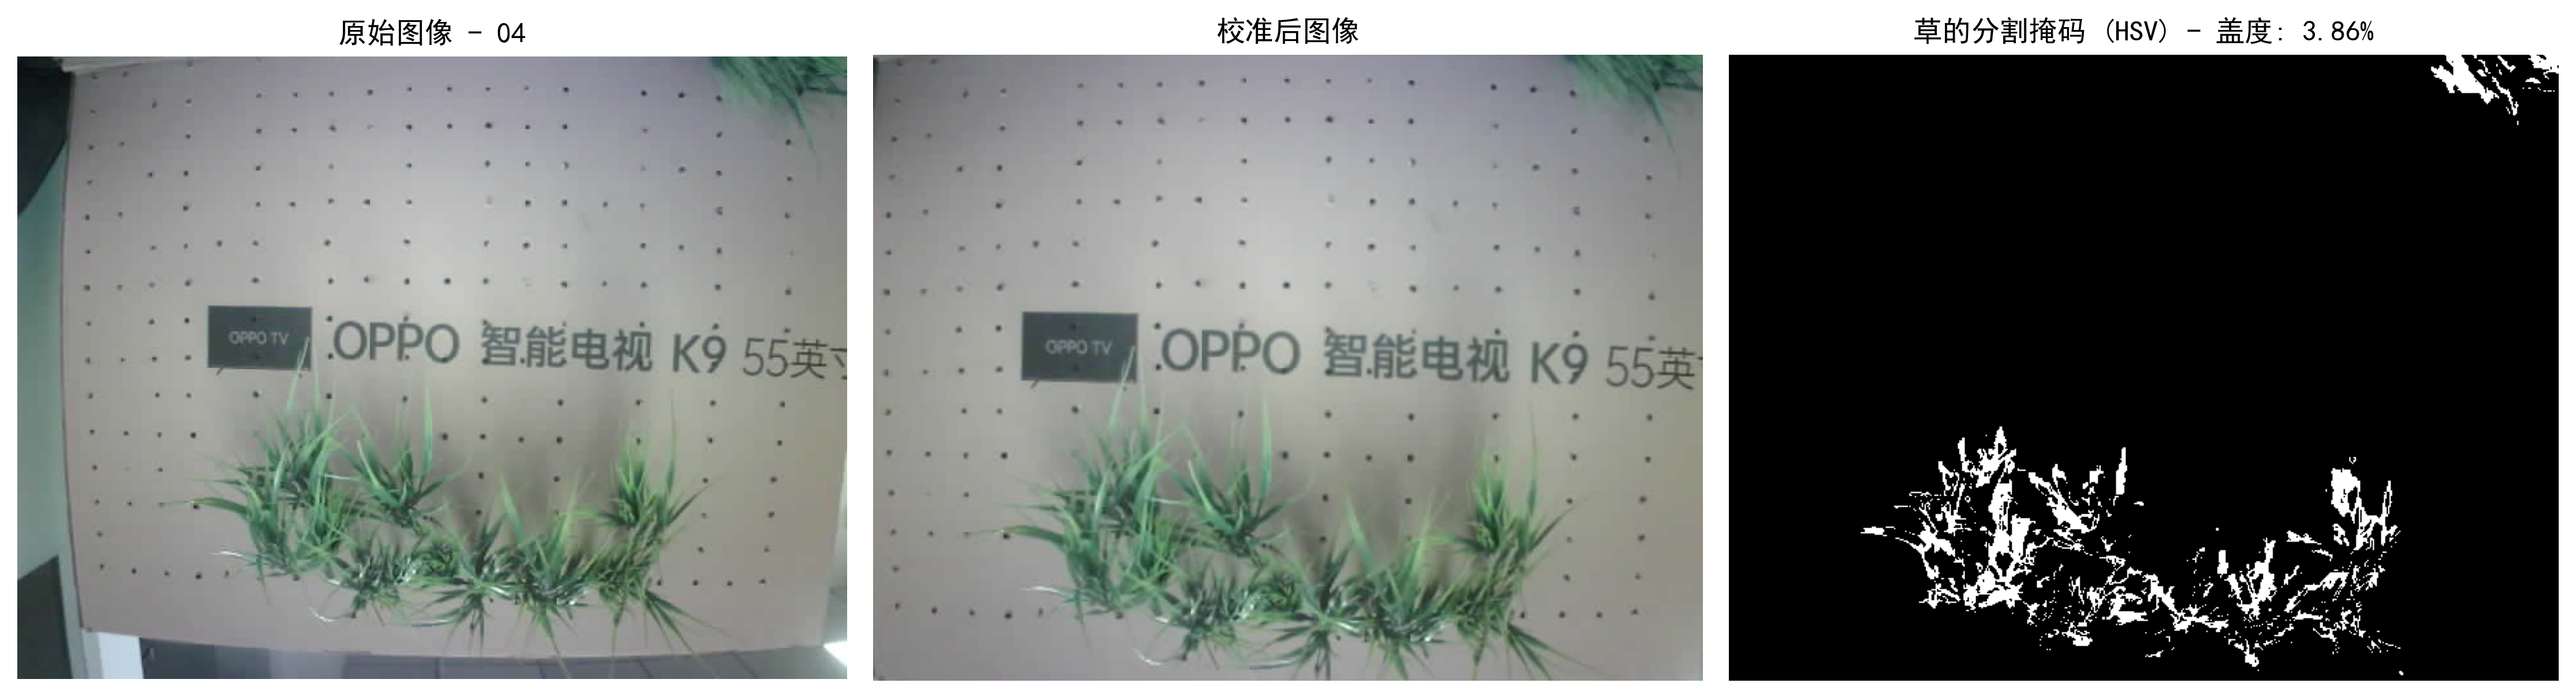 原始图像 - 04
校准后图像
草的分割掩码 (HSV) - 盖度: 3.86%
OPPO TV
OPPO 智能电视 K9 55英
OPPO TV
OPPO 智能电视 K9 55英